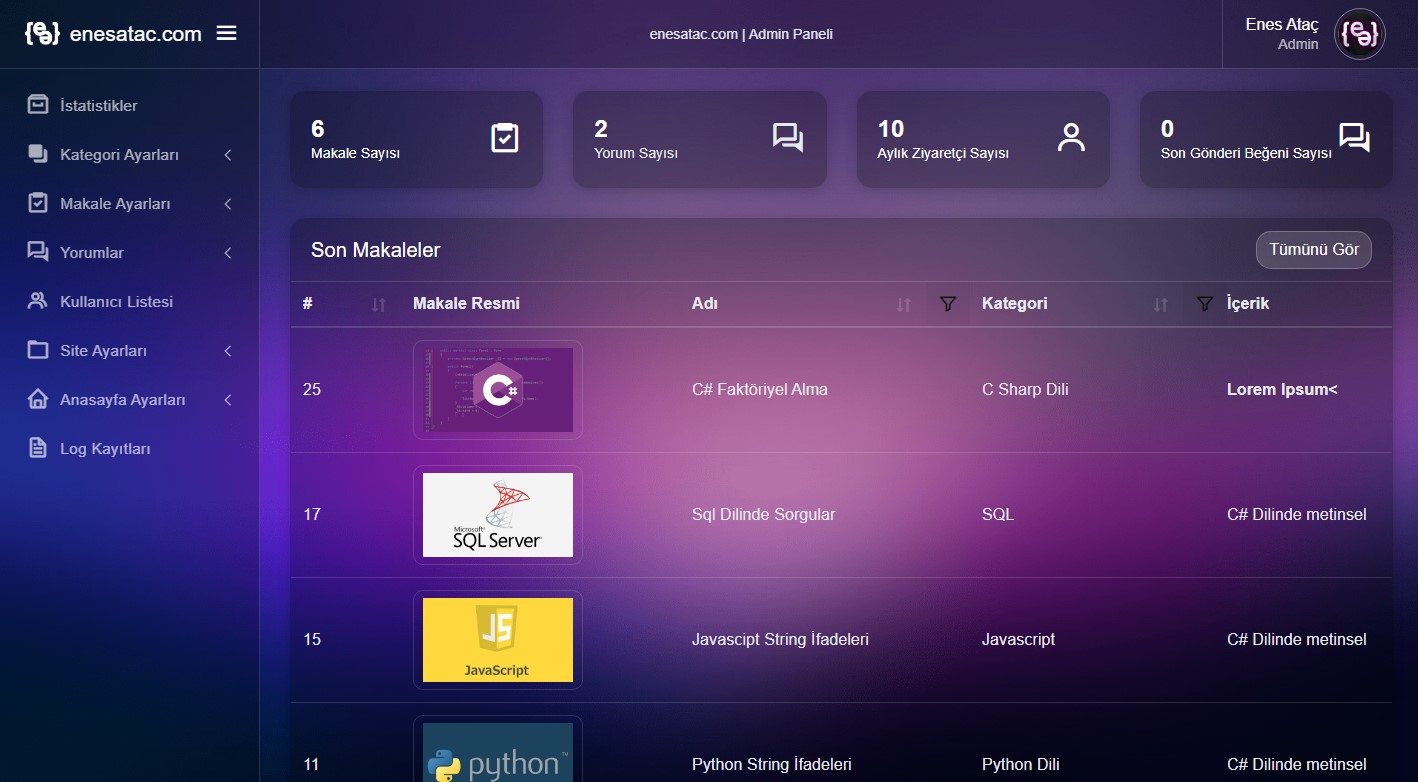 enesatac.com
enesatac.com | Admin Paneli
Enes Ataç
Admin
İstatistikler
Kategori Ayarları
Makale Ayarları
Yorumlar
Kullanıcı Listesi
Site Ayarları
Anasayfa Ayarları
Log Kayıtları
6
Makale Sayısı
2
Yorum Sayısı
10
Aylık Ziyaretçi Sayısı
0
Son Gönderi Beğeni Sayısı
Son Makaleler
Tümünü Gör
# Makale Resmi Adı Kategori İçerik
25 C# C# Faktöriyel Alma C Sharp Dili Lorem Ipsum<
Microsoft®
SQL Server
17 Sql Dilinde Sorgular SQL C# Dilinde metinsel
JS
JavaScript
15 Javascipt String İfadeleri Javascript C# Dilinde metinsel
python™
11 Python String İfadeleri Python Dili C# Dilinde metinsel